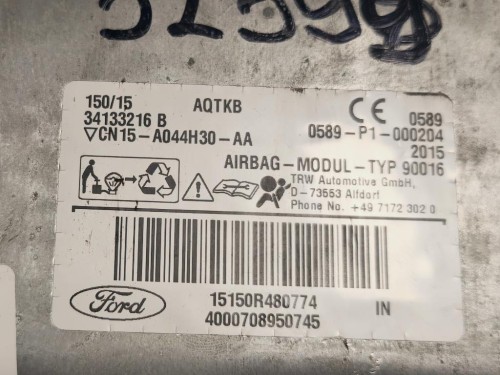 150/15 AQTKB
34133216 B
▽CN15-A044H30-AA
CE 0589
0589-P1-000204
2015
AIRBAG-MODUL-TYP 90016
TRW Automotive GmbH,
D-73553 Alfdorf
Phone No. +49 7172 302 0
Ford
15150R480774 IN
4000708950745